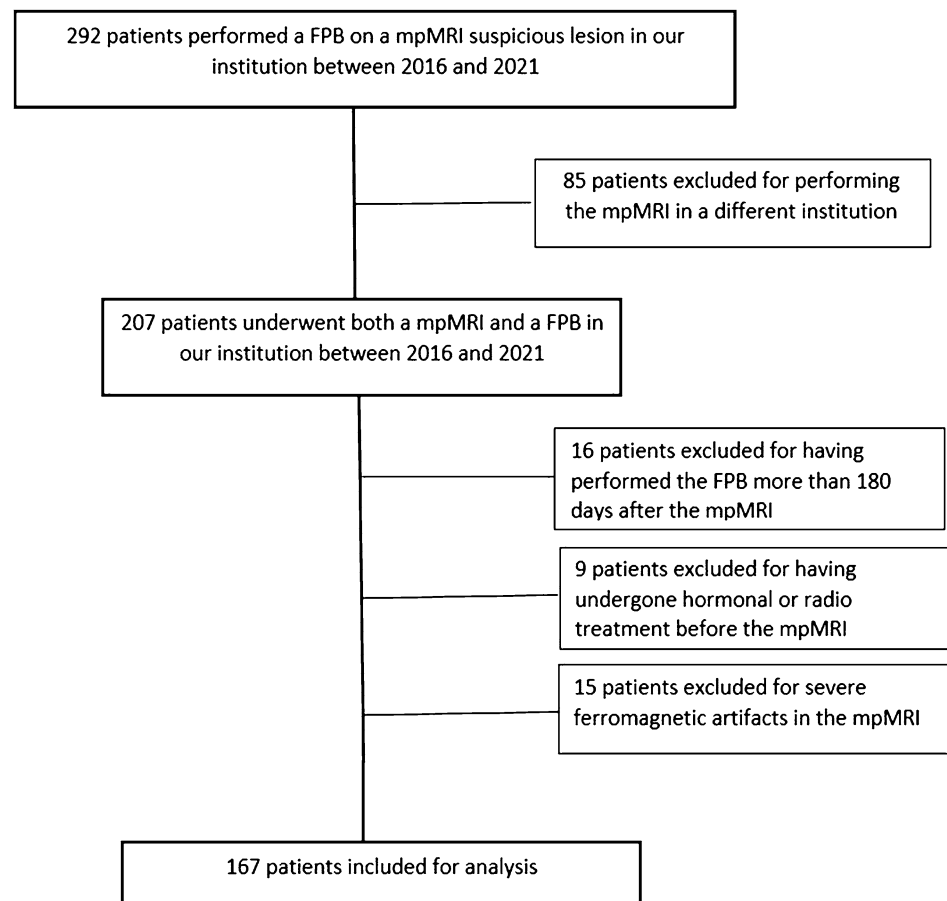 292 patients performed a FPB on a mpMRI suspicious lesion in our
institution between 2016 and 2021
85 patients excluded for performing
the mpMRI in a different institution
207 patients underwent both a mpMRI and a FPB in
our institution between 2016 and 2021
16 patients excluded for having
performed the FPB more than 180
days after the mpMRI
9 patients excluded for having
undergone hormonal or radio
treatment before the mpMRI
15 patients excluded for severe
ferromagnetic artifacts in the mpMRI
167 patients included for analysis